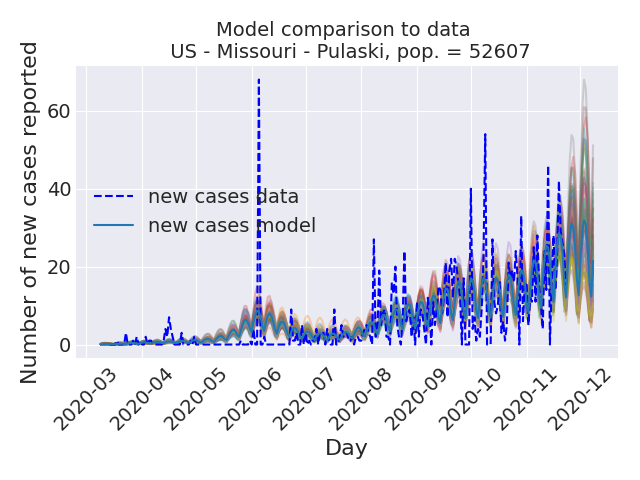 Model comparison to data
US - Missouri - Pulaski, pop. = 52607
Number of new cases reported
60
40
20
0
new cases data
new cases model
2020-03
2020-04
2020-05
2020-06
2020-07
2020-08
2020-09
2020-10
2020-11
2020-12
Day